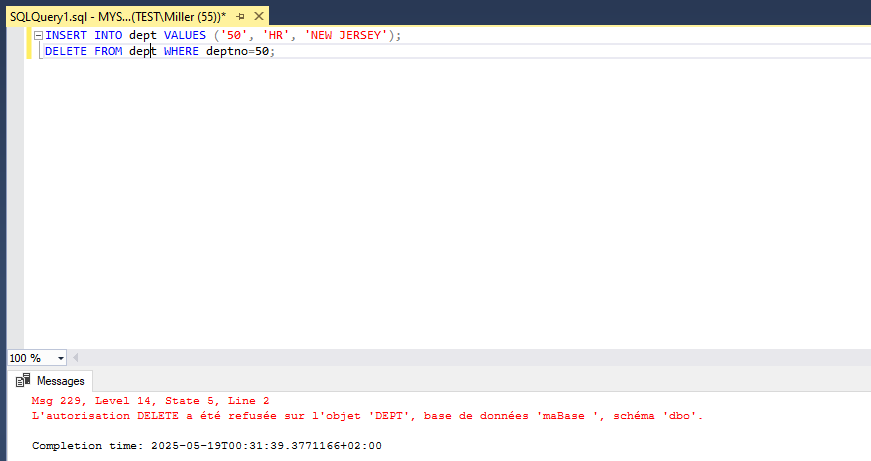 SQLQuery1.sql - MYS...(TEST\Miller (55))*
INSERT INTO dept VALUES ('50', 'HR', 'NEW JERSEY');
DELETE FROM dept WHERE deptno=50;
100 %
Messages
Msg 229, Level 14, State 5, Line 2
L'autorisation DELETE a été refusée sur l'objet 'DEPT', base de données 'maBase ', schéma 'dbo'.
Completion time: 2025-05-19T00:31:39.3771166+02:00